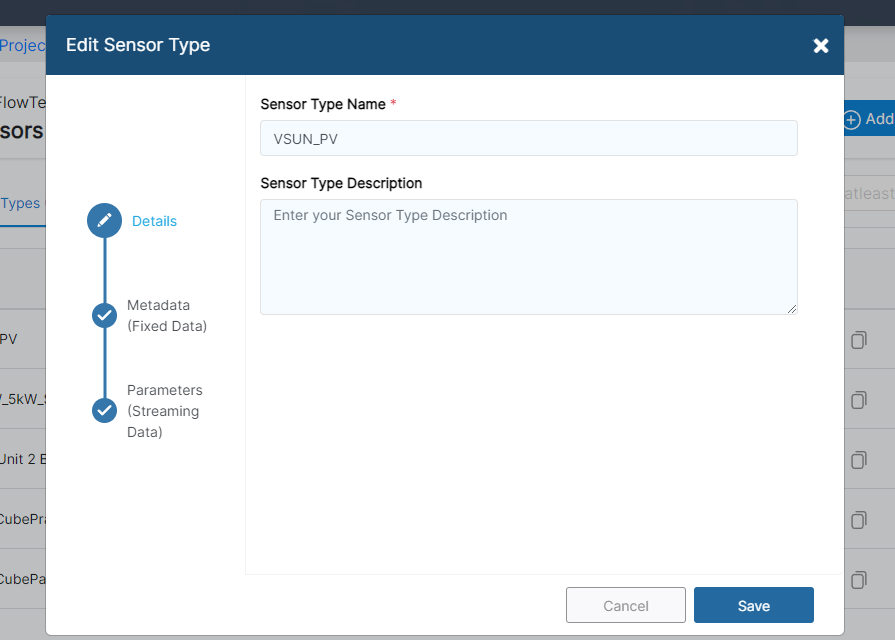 Edit Sensor Type
Projec
FlowTe
sors
Add
Types
atleast
Sensor Type Name *
VSUN_PV
Sensor Type Description
Enter your Sensor Type Description
Details
Metadata
(Fixed Data)
Parameters
(Streaming
Data)
PV
_5kW_S
Unit 2 E
CubePra
CubePa
Cancel
Save